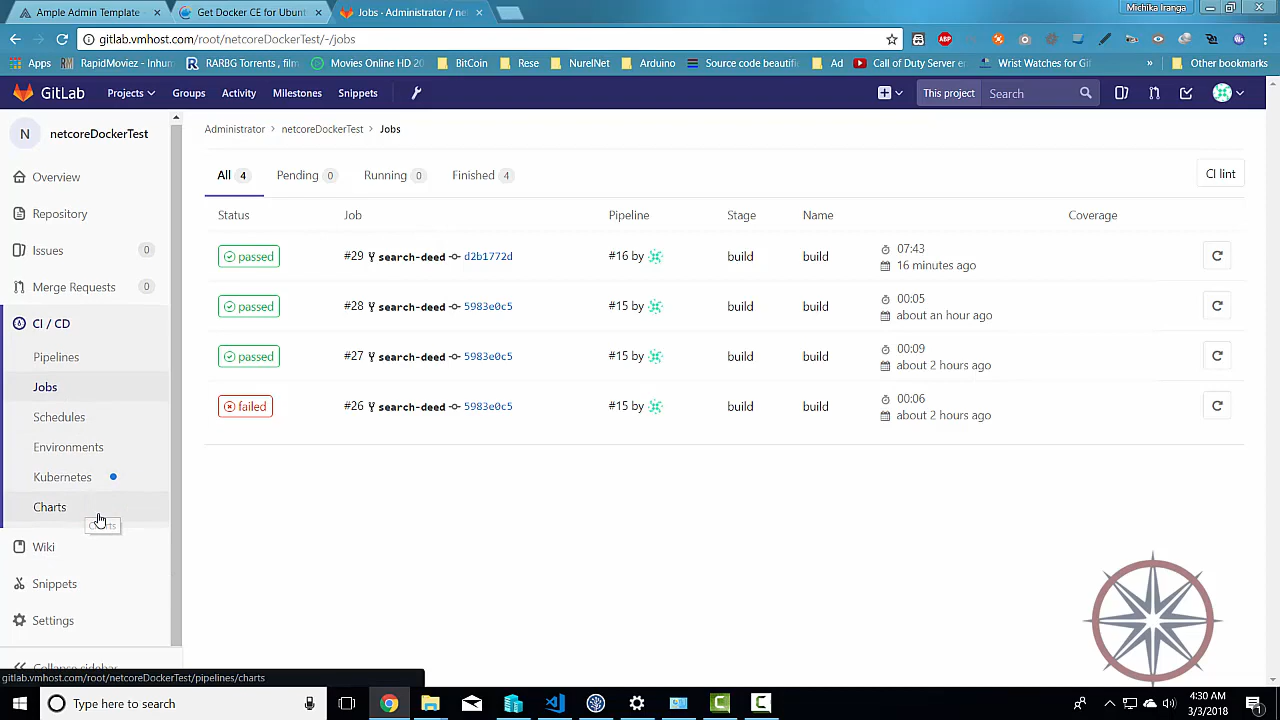 Ample Admin Template
Get Docker CE for Ubunt
Jobs · Administrator / net
Michika Iranga
gitlab.vmhost.com/root/netcoreDockerTest/-/jobs
Apps
RapidMoviez - Inhum
RARBG Torrents , film
Movies Online HD 20
BitCoin
Rese
NurelNet
Arduino
Source code beautifi
Ad
Call of Duty Server e
Wrist Watches for Gif
»
Other bookmarks
GitLab
Projects
Groups
Activity
Milestones
Snippets
This project
Search
N
netcoreDockerTest
Overview
Repository
Issues 0
Merge Requests 0
CI / CD
Pipelines
Jobs
Schedules
Environments
Kubernetes
Charts
Charts
Wiki
Snippets
Settings
Collapse sidebar
Administrator > netcoreDockerTest > Jobs
All 4 Pending 0 Running 0 Finished 4
CI lint
Status Job Pipeline Stage Name Coverage
passed #29 search-deed d2b1772d #16 by build build 07:43
16 minutes ago
passed #28 search-deed 5983e0c5 #15 by build build 00:05
about an hour ago
passed #27 search-deed 5983e0c5 #15 by build build 00:09
about 2 hours ago
failed #26 search-deed 5983e0c5 #15 by build build 00:06
about 2 hours ago
gitlab.vmhost.com/root/netcoreDockerTest/pipelines/charts
Type here to search
4:30 AM
3/3/2018